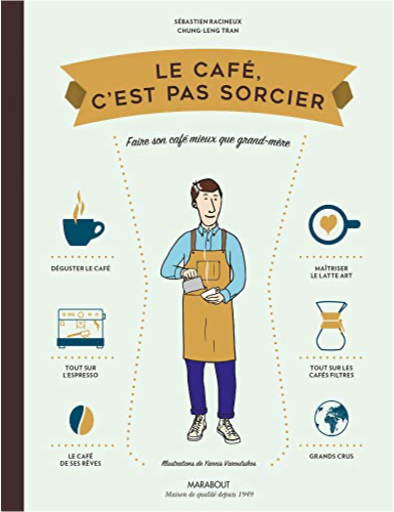 SÉBASTIEN RACINEUX
CHUNG-LENG TRAN
LE CAFÉ,
C'EST PAS SORCIER
Faire son café mieux que grand-mère
DÉGUSTER LE CAFÉ
MAÎTRISER
LE LATTE ART
TOUT SUR
L'ESPRESSO
TOUT SUR LES
CAFÉS FILTRES
LE CAFÉ
DE SES RÊVES
GRANDS CRUS
Illustrations de Yannis Varoutsikos
MARABOUT
Maison de qualité depuis 1949